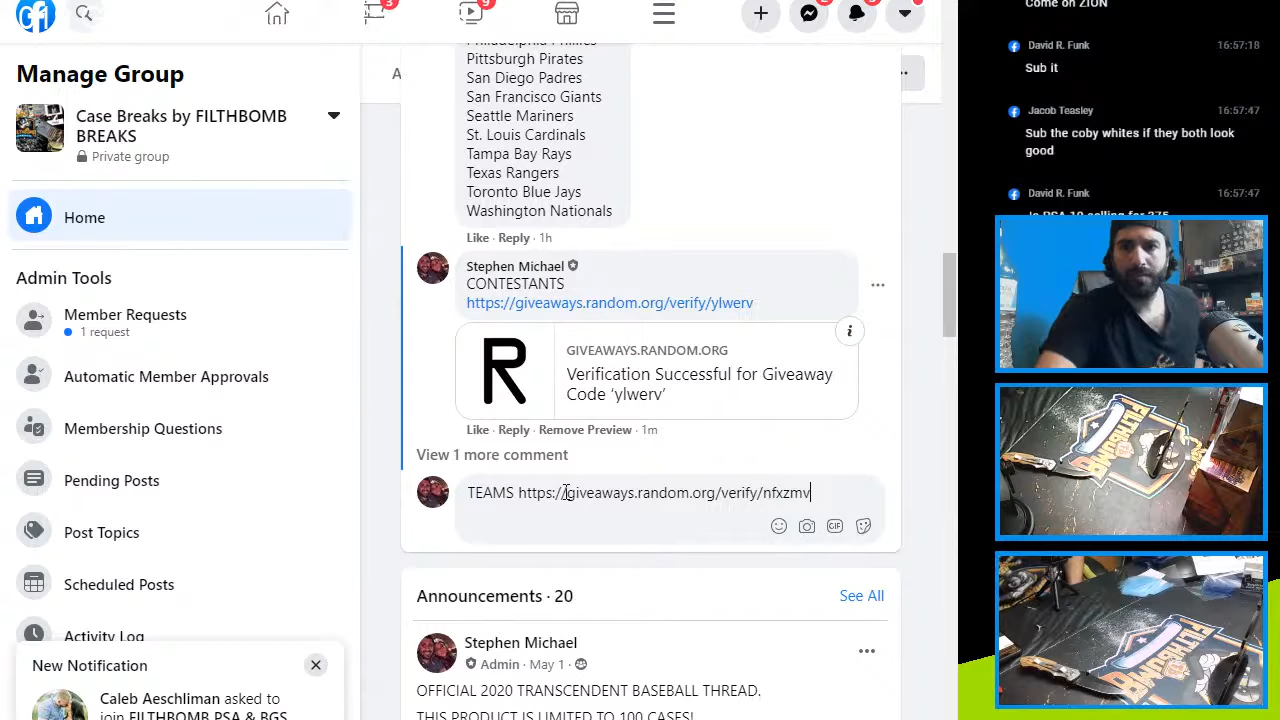 3
9
Manage Group
Case Breaks by FILTHBOMB
BREAKS
Private group
Home
Admin Tools
Member Requests
1 request
Automatic Member Approvals
Membership Questions
Pending Posts
Post Topics
Scheduled Posts
Activity Log
New Notification
Caleb Aeschliman asked to
join FILTHBOMB PSA & BGS
A
Philadelphia Phillies
Pittsburgh Pirates
San Diego Padres
San Francisco Giants
Seattle Mariners
St. Louis Cardinals
Tampa Bay Rays
Texas Rangers
Toronto Blue Jays
Washington Nationals
Like · Reply · 1h
Stephen Michael
CONTESTANTS
https://giveaways.random.org/verify/ylwerv
R
GIVEAWAYS.RANDOM.ORG
Verification Successful for Giveaway
Code ‘ylwerv’
Like · Reply · Remove Preview · 1m
View 1 more comment
TEAMS https://giveaways.random.org/verify/nfxzmv
GIF
Announcements · 20
See All
Stephen Michael
Admin · May 1
OFFICIAL 2020 TRANSCENDENT BASEBALL THREAD.
THIS PRODUCT IS LIMITED TO 100 CASES!
Come on ZION
David R. Funk 16:57:18
Sub it
Jacob Teasley 16:57:47
Sub the coby whites if they both look
good
David R. Funk 16:57:47
FILTHBOMB
FILTHBOMB